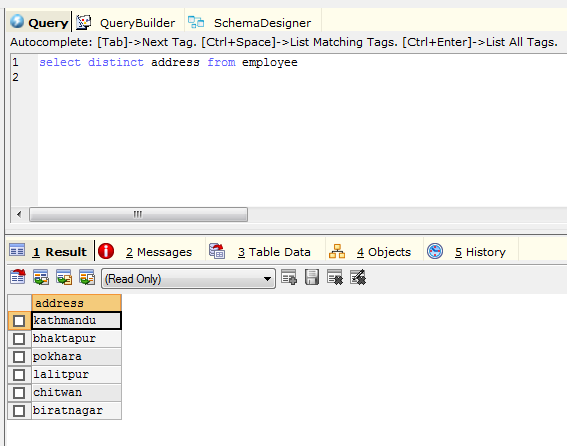 Query QueryBuilder SchemaDesigner
Autocomplete: [Tab]->Next Tag. [Ctrl+Space]->List Matching Tags. [Ctrl+Enter]->List All Tags.
1 select distinct address from employee
2
1 Result 2 Messages 3 Table Data 4 Objects 5 History
(Read Only)
address
kathmandu
bhaktapur
pokhara
lalitpur
chitwan
biratnagar